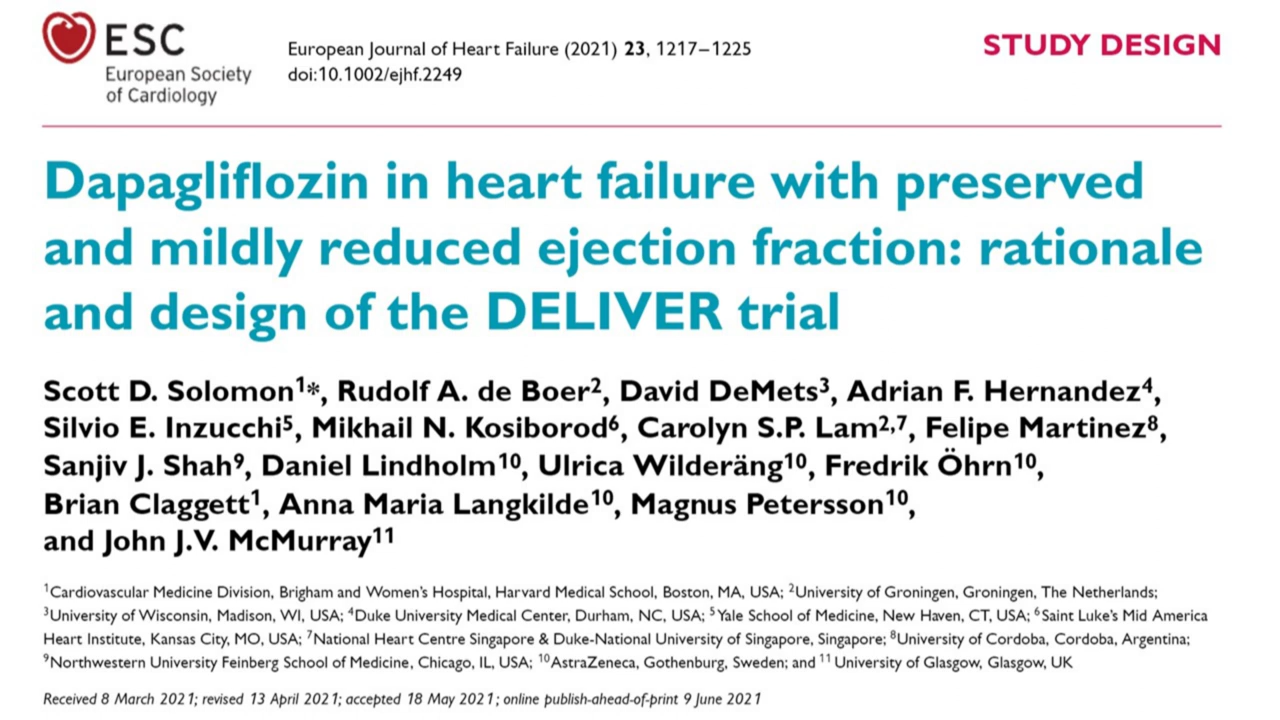 ESC
European Society
of Cardiology
European Journal of Heart Failure (2021) 23, 1217–1225
doi:10.1002/ejhf.2249
STUDY DESIGN
Dapagliflozin in heart failure with preserved
and mildly reduced ejection fraction: rationale
and design of the DELIVER trial
Scott D. Solomon¹*, Rudolf A. de Boer², David DeMets³, Adrian F. Hernandez⁴,
Silvio E. Inzucchi⁵, Mikhail N. Kosiborod⁶, Carolyn S.P. Lam²,⁷, Felipe Martinez⁸,
Sanjiv J. Shah⁹, Daniel Lindholm¹⁰, Ulrica Wilderäng¹⁰, Fredrik Öhrn¹⁰,
Brian Claggett¹, Anna Maria Langkilde¹⁰, Magnus Petersson¹⁰,
and John J.V. McMurray¹¹
¹Cardiovascular Medicine Division, Brigham and Women's Hospital, Harvard Medical School, Boston, MA, USA; ²University of Groningen, Groningen, The Netherlands;
³University of Wisconsin, Madison, WI, USA; ⁴Duke University Medical Center, Durham, NC, USA; ⁵Yale School of Medicine, New Haven, CT, USA; ⁶Saint Luke's Mid America
Heart Institute, Kansas City, MO, USA; ⁷National Heart Centre Singapore & Duke-National University of Singapore, Singapore; ⁸University of Cordoba, Cordoba, Argentina;
⁹Northwestern University Feinberg School of Medicine, Chicago, IL, USA; ¹⁰AstraZeneca, Gothenburg, Sweden; and ¹¹University of Glasgow, Glasgow, UK
Received 8 March 2021; revised 13 April 2021; accepted 18 May 2021; online publish-ahead-of-print 9 June 2021